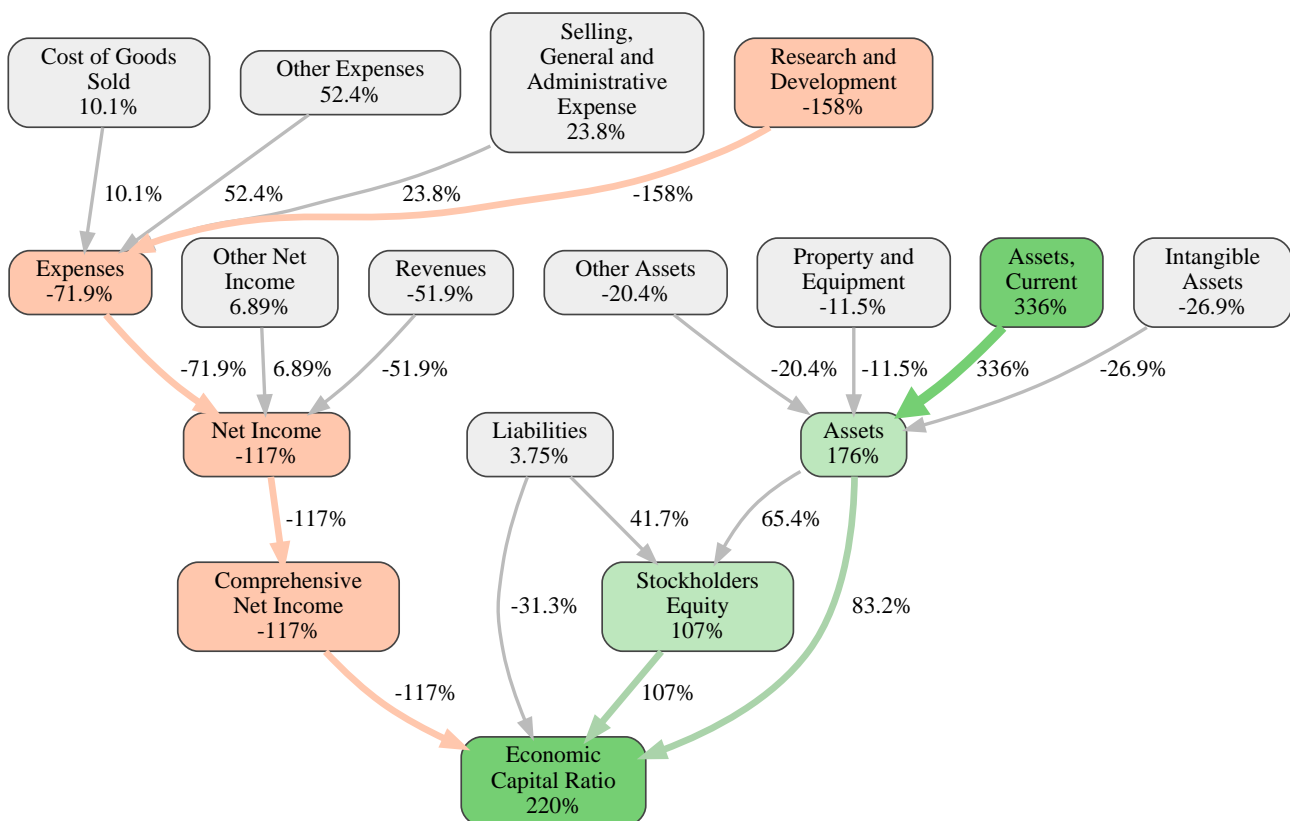 Cost of Goods
Sold
10.1%
Other Expenses
52.4%
Selling,
General and
Administrative
Expense
23.8%
Research and
Development
-158%
10.1%
52.4%
23.8%
-158%
Expenses
-71.9%
Other Net
Income
6.89%
Revenues
-51.9%
Other Assets
-20.4%
Property and
Equipment
-11.5%
Assets,
Current
336%
Intangible
Assets
-26.9%
-71.9%
6.89%
-51.9%
-20.4%
-11.5%
336%
-26.9%
Net Income
-117%
Liabilities
3.75%
Assets
176%
-117%
41.7%
65.4%
Comprehensive
Net Income
-117%
-31.3%
Stockholders
Equity
107%
83.2%
-117%
107%
Economic
Capital Ratio
220%